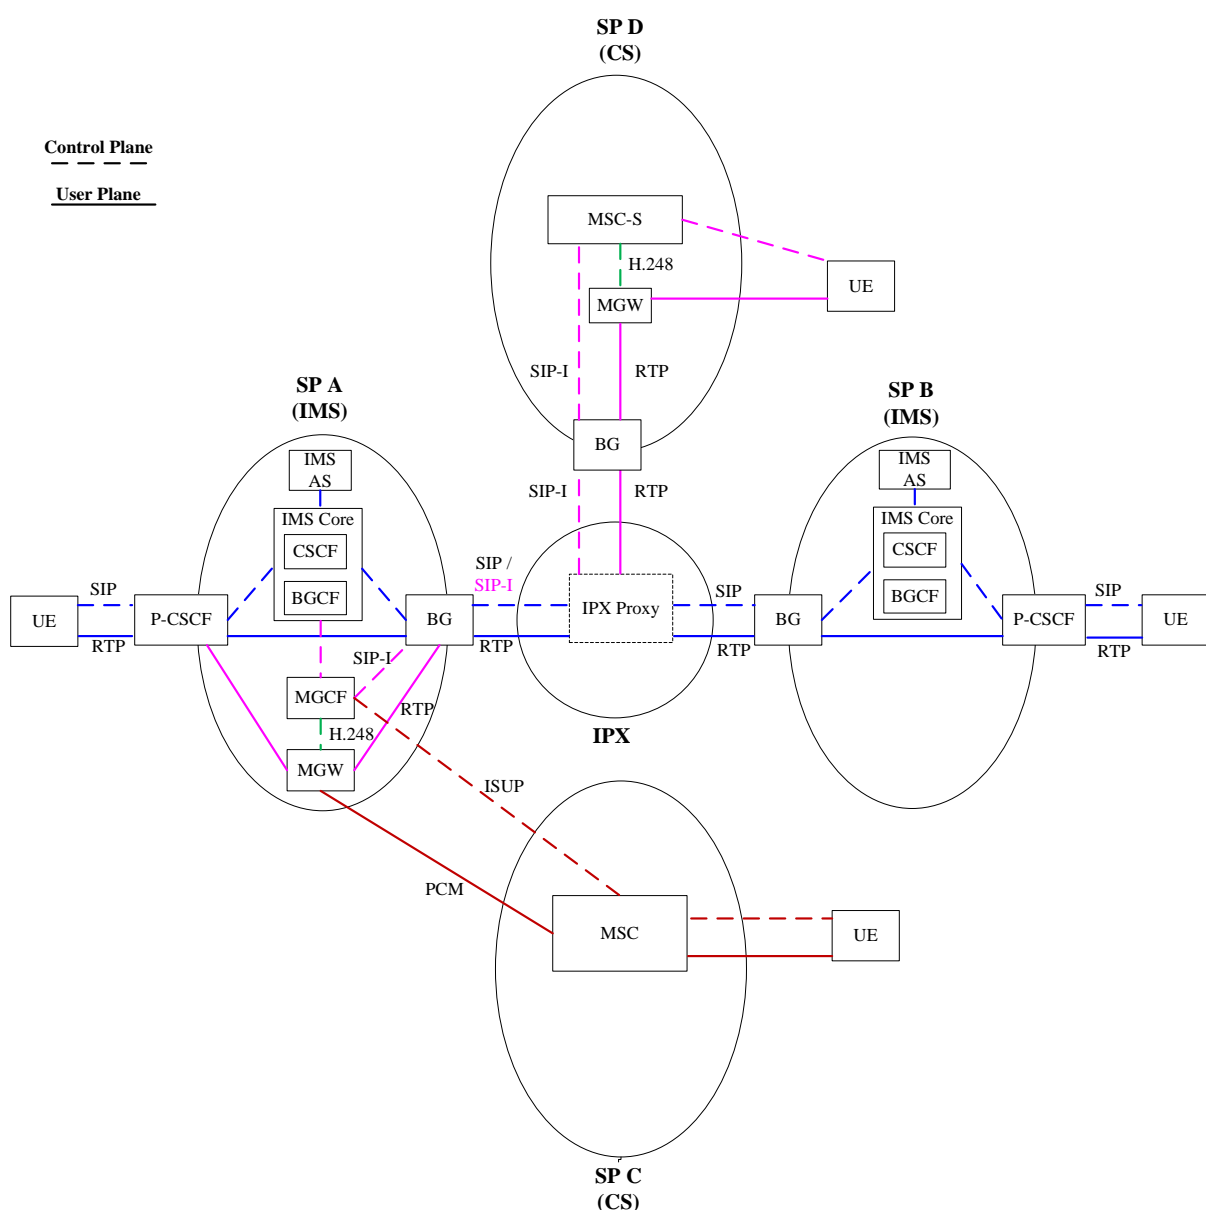 SP D
(CS)
Control Plane
User Plane
MSC-S
H.248
UE
MGW
SIP-I
RTP
SP A
(IMS)
SP B
(IMS)
BG
IMS
AS
IMS
AS
SIP-I
RTP
IMS Core
CSCF
BGCF
IMS Core
CSCF
BGCF
SIP /
SIP-I
SIP
SIP
SIP
UE
P-CSCF
BG
IPX Proxy
BG
P-CSCF
UE
RTP
RTP
RTP
RTP
SIP-I
MGCF
RTP
H.248
IPX
MGW
ISUP
PCM
MSC
UE
SP C
(CS)